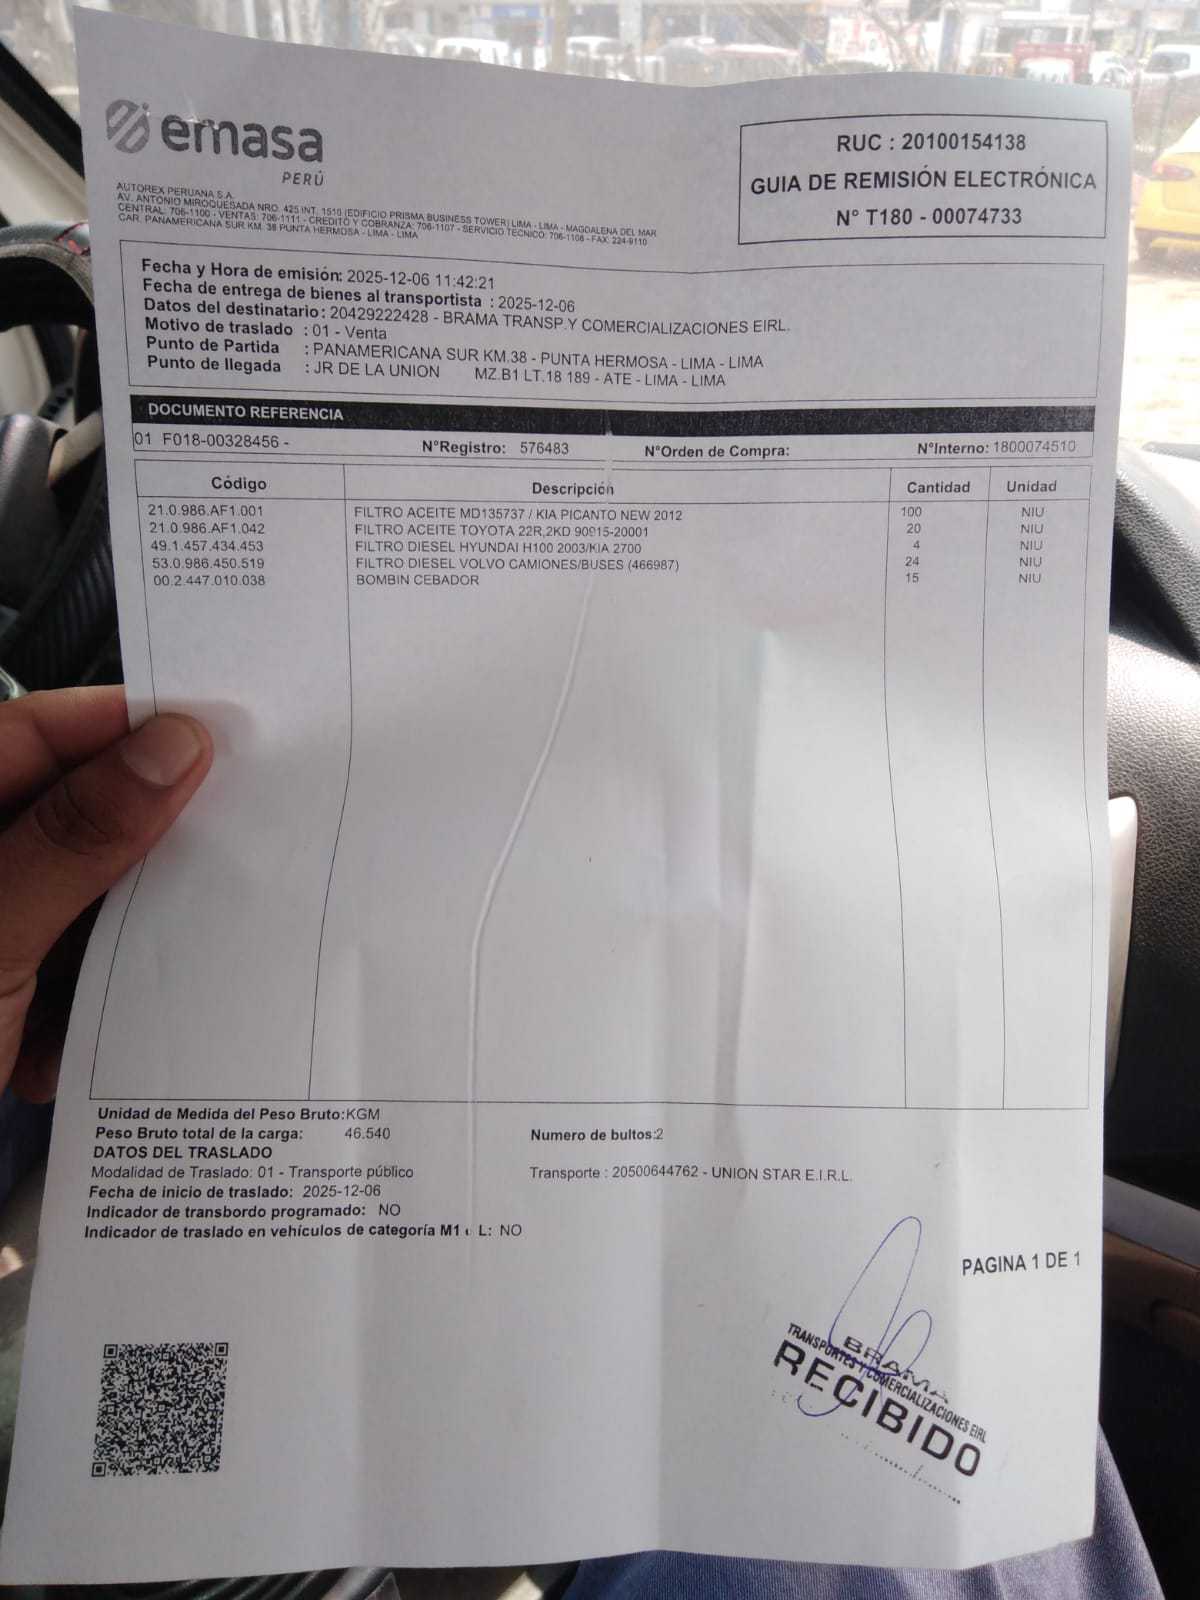 emasa
PERÚ
AUTOREX PERUANA S.A.
AV. ANTONIO MIROQUESADA NRO. 425 INT. 1510 (EDIFICIO PRISMA BUSINESS TOWER) LIMA - LIMA - MAGDALENA DEL MAR
CENTRAL: 706-1100 - VENTAS: 706-1111 - CREDITO Y COBRANZA: 706-1107 - SERVICIO TECNICO: 706-1106 - FAX: 224-9110
CAR. PANAMERICANA SUR KM. 38 PUNTA HERMOSA - LIMA - LIMA
RUC : 20100154138
GUIA DE REMISIÓN ELECTRÓNICA
N° T180 - 00074733
Fecha y Hora de emisión: 2025-12-06 11:42:21
Fecha de entrega de bienes al transportista : 2025-12-06
Datos del destinatario : 20429222428 - BRAMA TRANSP.Y COMERCIALIZACIONES EIRL.
Motivo de traslado : 01 - Venta
Punto de Partida : PANAMERICANA SUR KM.38 - PUNTA HERMOSA - LIMA - LIMA
Punto de llegada : JR DE LA UNION MZ.B1 LT.18 189 - ATE - LIMA - LIMA
DOCUMENTO REFERENCIA
01 F018-00328456 - N°Registro: 576483 N°Orden de Compra: N°Interno: 1800074510
Código Descripción Cantidad Unidad
21.0.986.AF1.001 FILTRO ACEITE MD135737 / KIA PICANTO NEW 2012 100 NIU
21.0.986.AF1.042 FILTRO ACEITE TOYOTA 22R,2KD 90915-20001 20 NIU
49.1.457.434.453 FILTRO DIESEL HYUNDAI H100 2003/KIA 2700 4 NIU
53.0.986.450.519 FILTRO DIESEL VOLVO CAMIONES/BUSES (466987) 24 NIU
00.2.447.010.038 BOMBIN CEBADOR 15 NIU
Unidad de Medida del Peso Bruto:KGM
Peso Bruto total de la carga: 46.540 Numero de bultos:2
DATOS DEL TRASLADO
Modalidad de Traslado: 01 - Transporte público Transporte : 20500644762 - UNION STAR E.I.R.L.
Fecha de inicio de traslado: 2025-12-06
Indicador de transbordo programado: NO
Indicador de traslado en vehículos de categoría M1 o L: NO
PAGINA 1 DE 1
BRAMA
TRANSPORTES Y COMERCIALIZACIONES EIRL
RECIBIDO